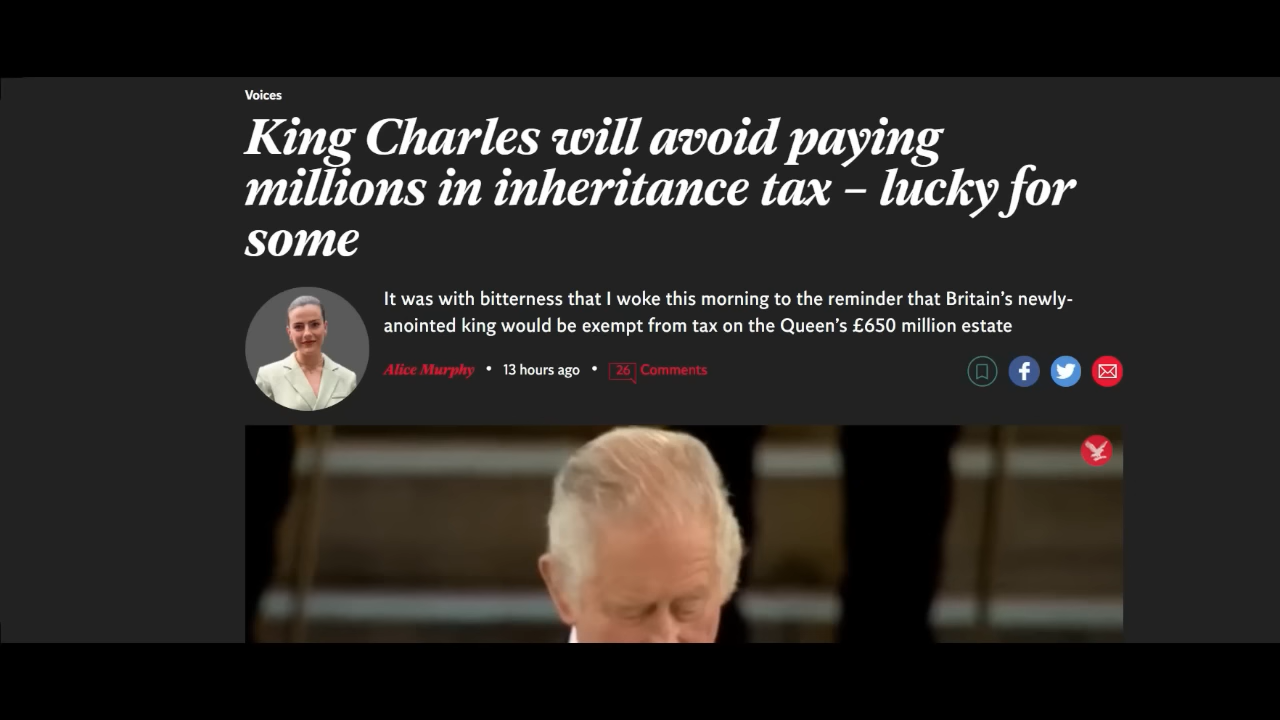 Voices
King Charles will avoid paying
millions in inheritance tax – lucky for
some
It was with bitterness that I woke this morning to the reminder that Britain’s newly-
anointed king would be exempt from tax on the Queen’s £650 million estate
Alice Murphy • 13 hours ago • 26 Comments